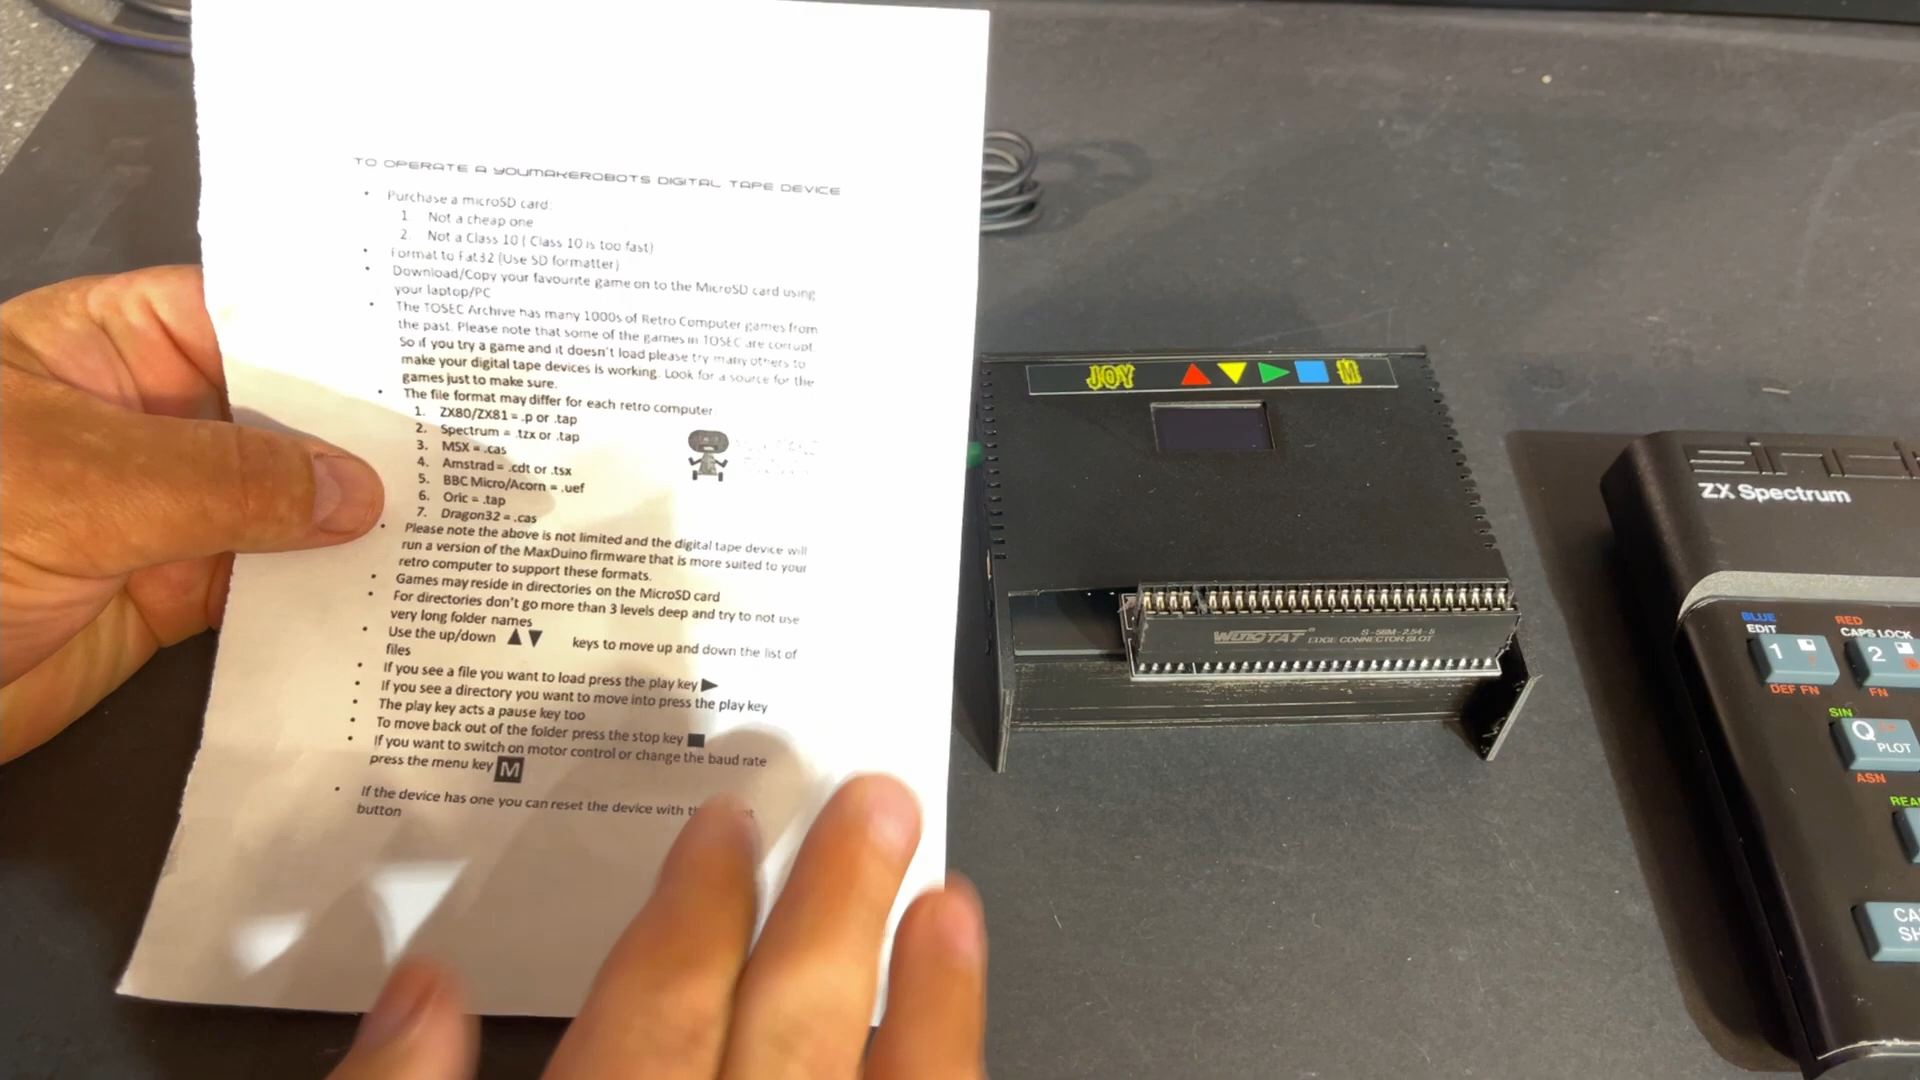 TO OPERATE A YOUMAKEROBOTS DIGITAL TAPE DEVICE
• Purchase a microSD card:
1. Not a cheap one
2. Not a Class 10 ( Class 10 is too fast)
• Format to Fat32 (Use SD formatter)
• Download/Copy your favourite game on to the MicroSD card using
your laptop/PC
• The TOSEC Archive has many 1000s of Retro Computer games from
the past. Please note that some of the games in TOSEC are corrupt
So if you try a game and it doesn't load please try many others to
make your digital tape devices is working. Look for a source for the
games just to make sure.
• The file format may differ for each retro computer
1. ZX80/ZX81 = .p or .tap
2. Spectrum = .tzx or .tap
3. MSX = .cas
4. Amstrad = .cdt or .tsx
5. BBC Micro/Acorn = .uef
6. Oric = .tap
7. Dragon32 = .cas
• Please note the above is not limited and the digital tape device will
run a version of the MaxDuino firmware that is more suited to your
retro computer to support these formats.
• Games may reside in directories on the MicroSD card
• For directories don't go more than 3 levels deep and try to not use
very long folder names
• Use the up/down ▲▼ keys to move up and down the list of
files
• If you see a file you want to load press the play key ▶
• If you see a directory you want to move into press the play key
• The play key acts a pause key too
• To move back out of the folder press the stop key ■
• If you want to switch on motor control or change the baud rate
press the menu key M
• If the device has one you can reset the device with
button
JOY M
WINGTAT® S-56M-2.54-5
EDGE CONNECTOR SLOT
ZX Spectrum
BLUE RED
EDIT CAPS LOCK
1 2
DEF FN FN
SIN
Q PLOT
ASN